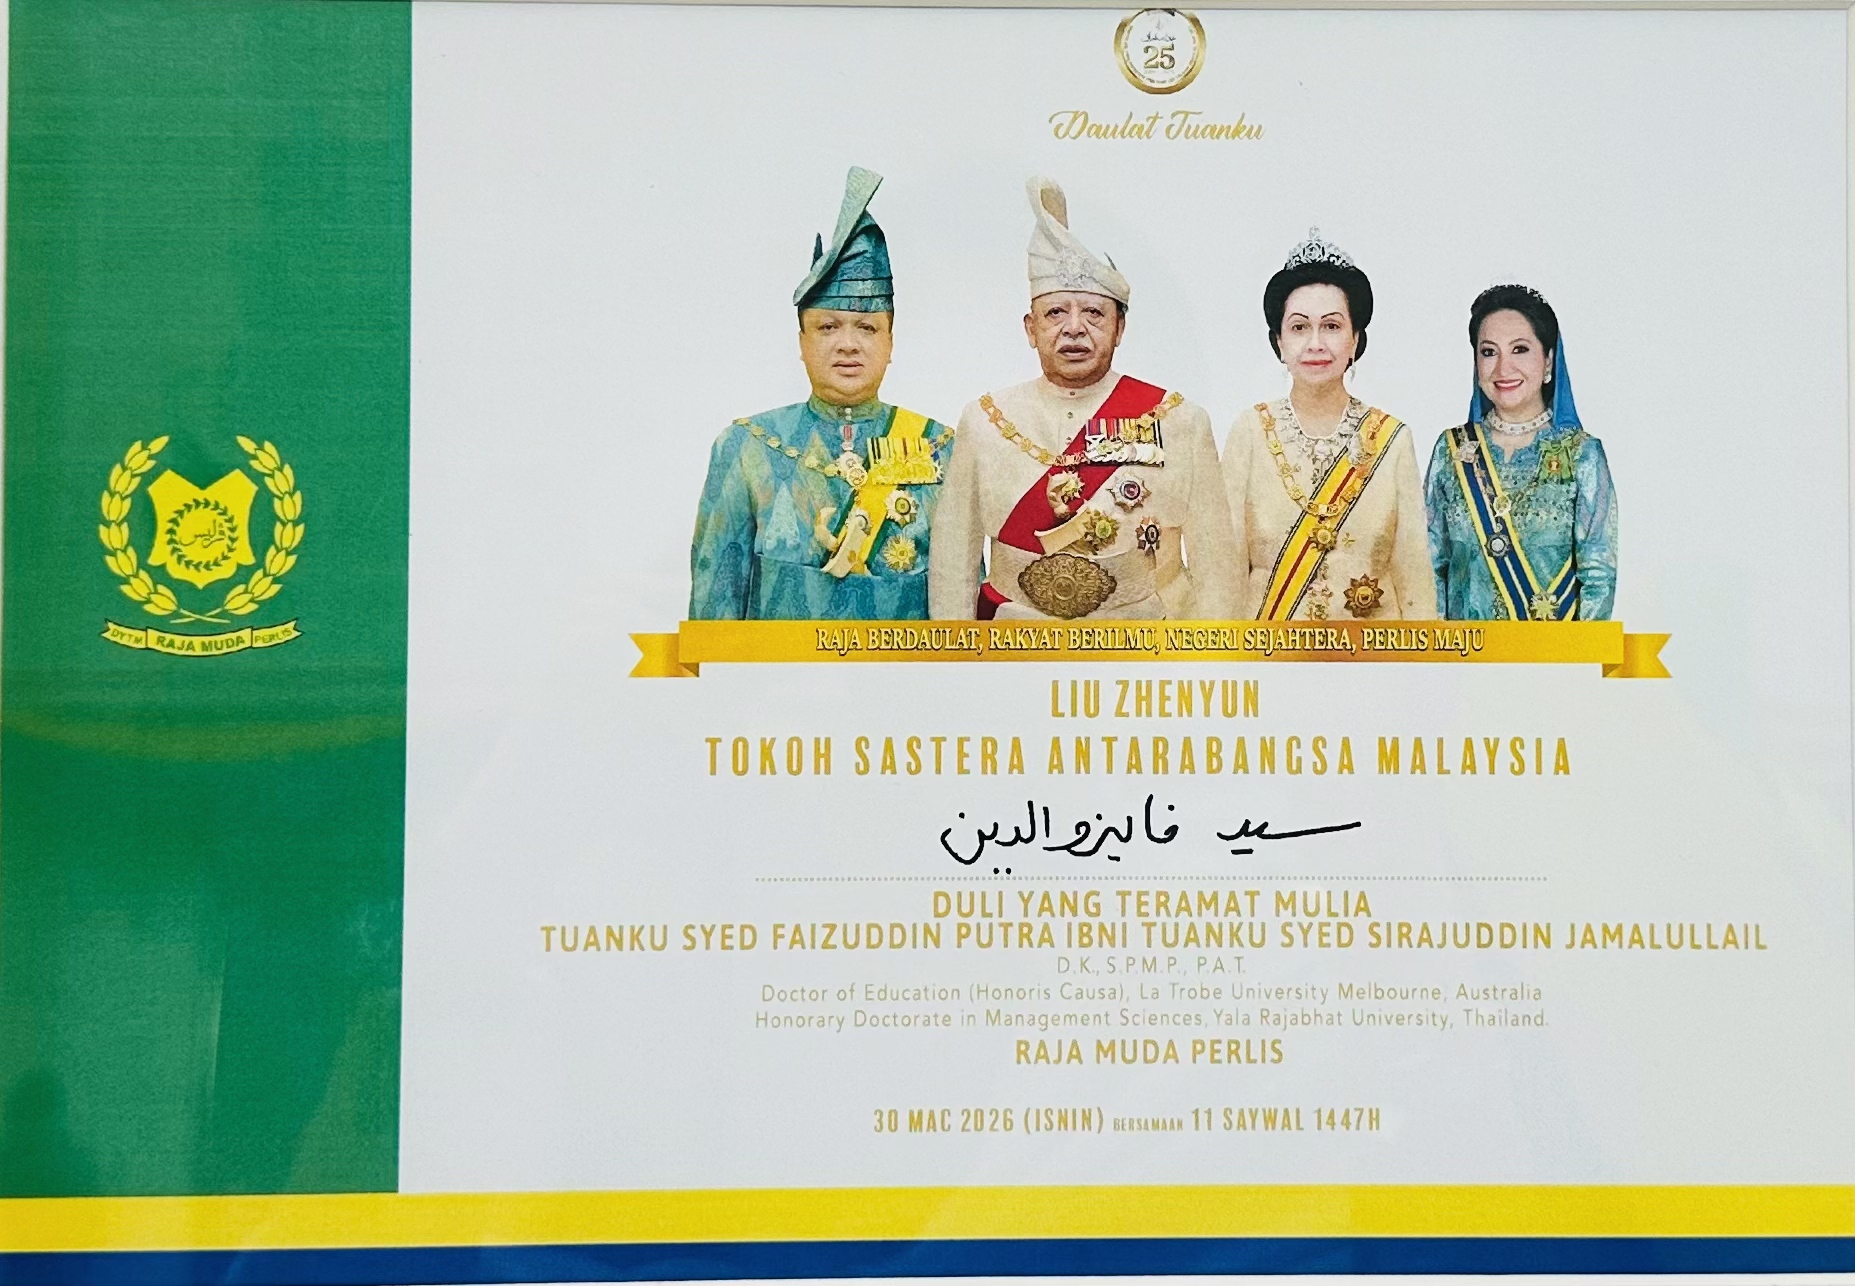 25
Daulat Tuanku
ڤرليس
DYTM RAJA MUDA PERLIS
RAJA BERDAULAT, RAKYAT BERILMU, NEGERI SEJAHTERA, PERLIS MAJU
LIU ZHENYUN
TOKOH SASTERA ANTARABANGSA MALAYSIA
سيد فايزوالدين
DULI YANG TERAMAT MULIA
TUANKU SYED FAIZUDDIN PUTRA IBNI TUANKU SYED SIRAJUDDIN JAMALULLAIL
D.K., S.P.M.P., P.A.T.
Doctor of Education (Honoris Causa), La Trobe University Melbourne, Australia
Honorary Doctorate in Management Sciences, Yala Rajabhat University, Thailand.
RAJA MUDA PERLIS
30 MAC 2026 (ISNIN) BERSAMAAN 11 SAYWAL 1447H